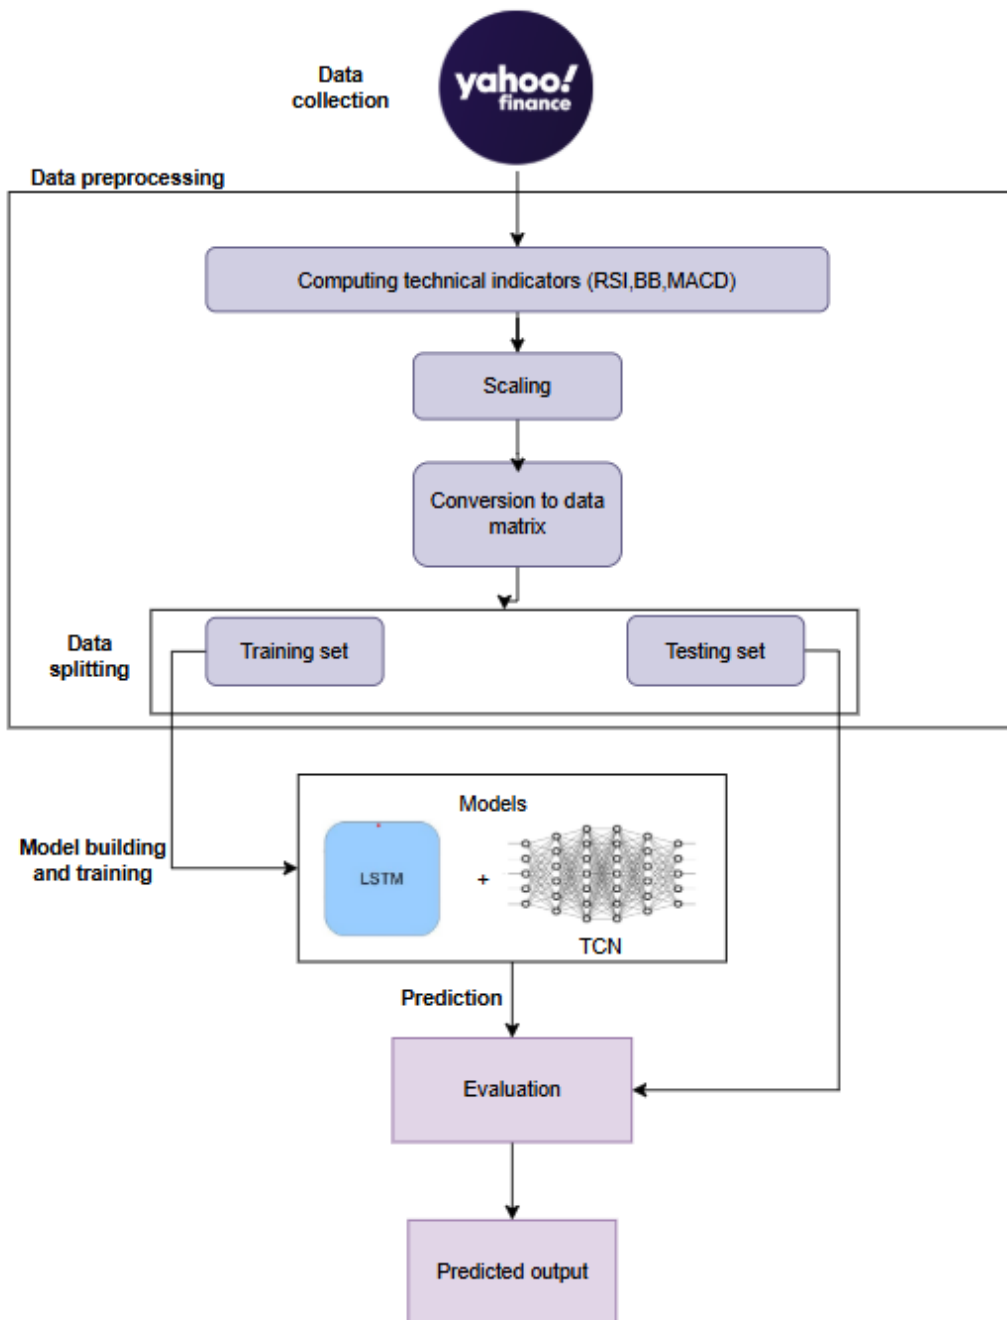 Data
collection
yahoo!
finance
Data preprocessing
Computing technical indicators (RSI,BB,MACD)
Scaling
Conversion to data
matrix
Data
splitting
Training set
Testing set
Models
Model building
and training
LSTM
+
TCN
Prediction
Evaluation
Predicted output